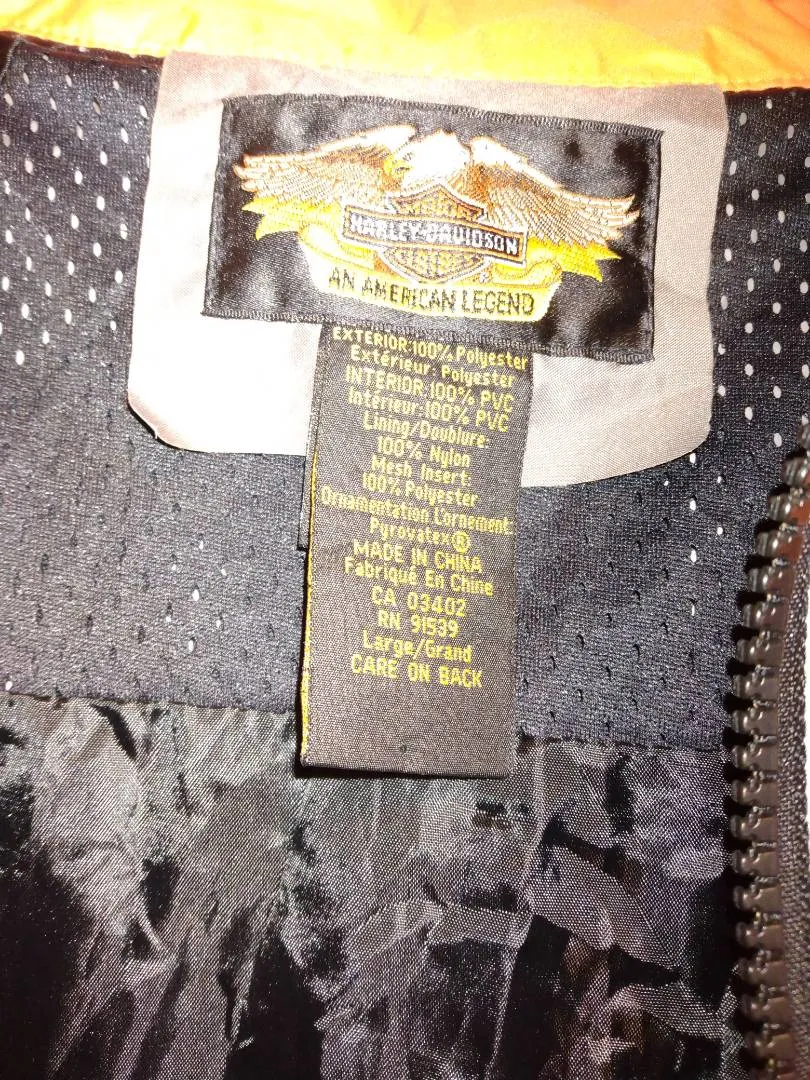 HARLEY-DAVIDSON
AN AMERICAN LEGEND
EXTERIOR:100% Polyester
Extérieur: Polyester
INTERIOR:100% PVC
Intérieur:100% PVC
Lining/Doublure:
100% Nylon
Mesh Insert:
100% Polyester
Ornamentation L'ornement:
Pyrovatex®
MADE IN CHINA
Fabriqué En Chine
CA 03402
RN 91539
Large/Grand
CARE ON BACK